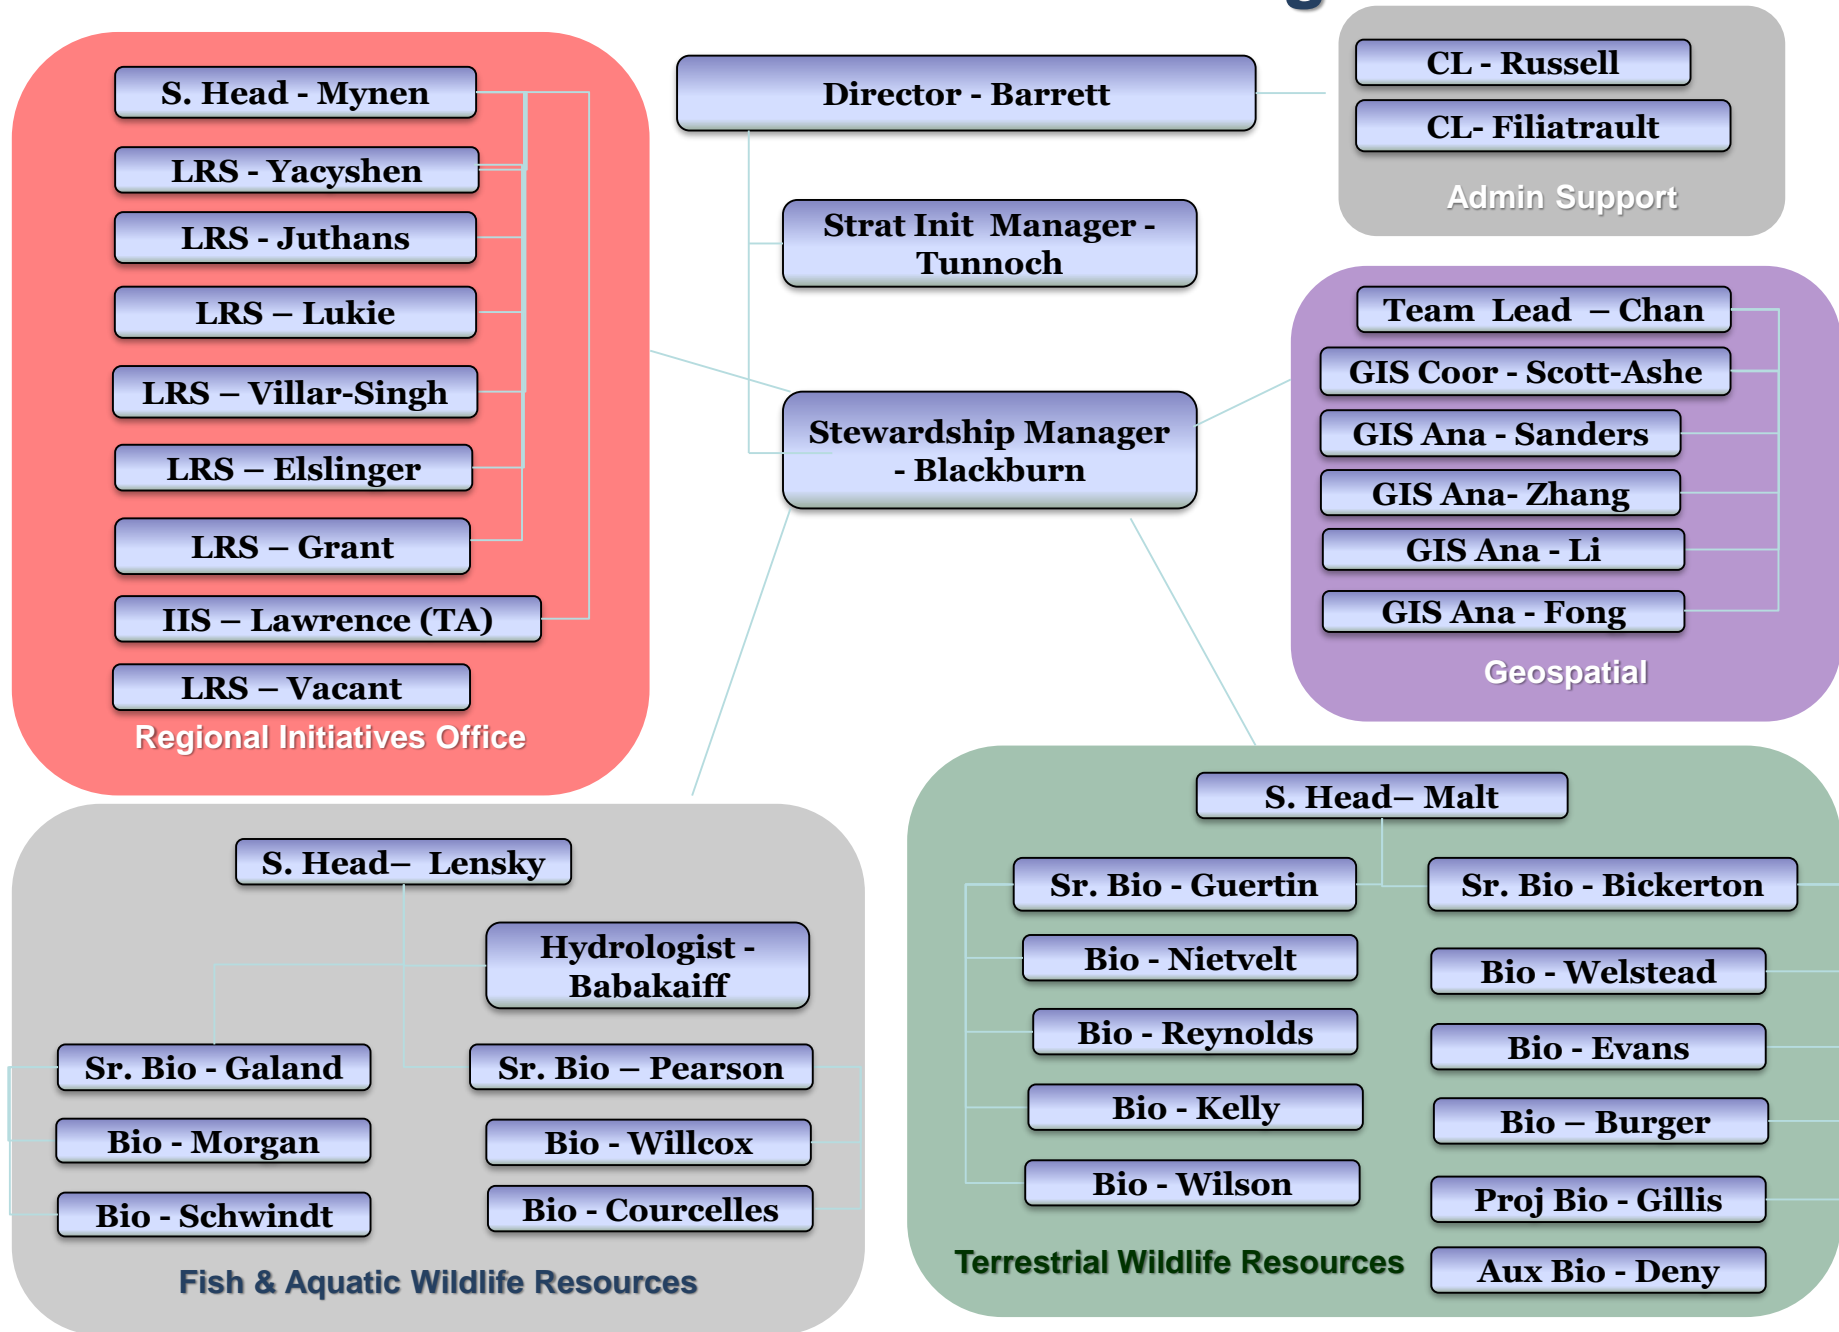 S. Head - Mynen
LRS - Yacyshen
LRS - Juthans
LRS – Lukie
LRS – Villar-Singh
LRS – Elslinger
LRS – Grant
IIS – Lawrence (TA)
LRS – Vacant
Regional Initiatives Office
Director - Barrett
Strat Init  Manager -
Tunnoch
Stewardship Manager
- Blackburn
CL - Russell
CL- Filiatrault
Admin Support
Team  Lead  – Chan
GIS Coor - Scott-Ashe
GIS Ana - Sanders
GIS Ana- Zhang
GIS Ana - Li
GIS Ana - Fong
Geospatial
S. Head–  Lensky
Hydrologist -
Babakaiff
Sr. Bio - Galand
Bio - Morgan
Bio - Schwindt
Sr. Bio – Pearson
Bio - Willcox
Bio - Courcelles
Fish & Aquatic Wildlife Resources
S. Head– Malt
Sr. Bio - Guertin
Bio - Nietvelt
Bio - Reynolds
Bio - Kelly
Bio - Wilson
Sr. Bio - Bickerton
Bio - Welstead
Bio - Evans
Bio – Burger
Proj Bio - Gillis
Aux Bio - Deny
Terrestrial Wildlife Resources